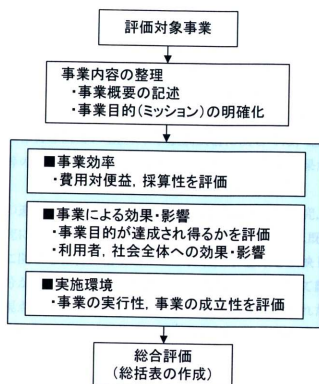 評価対象事業
事業内容の整理
・事業概要の記述
・事業目的(ミッション)の明確化
■事業効率
・費用対便益, 採算性を評価
■事業による効果・影響
・事業目的が達成され得るかを評価
・利用者, 社会全体への効果・影響
■実施環境
・事業の実行性, 事業の成立性を評価
総合評価
(総括表の作成)